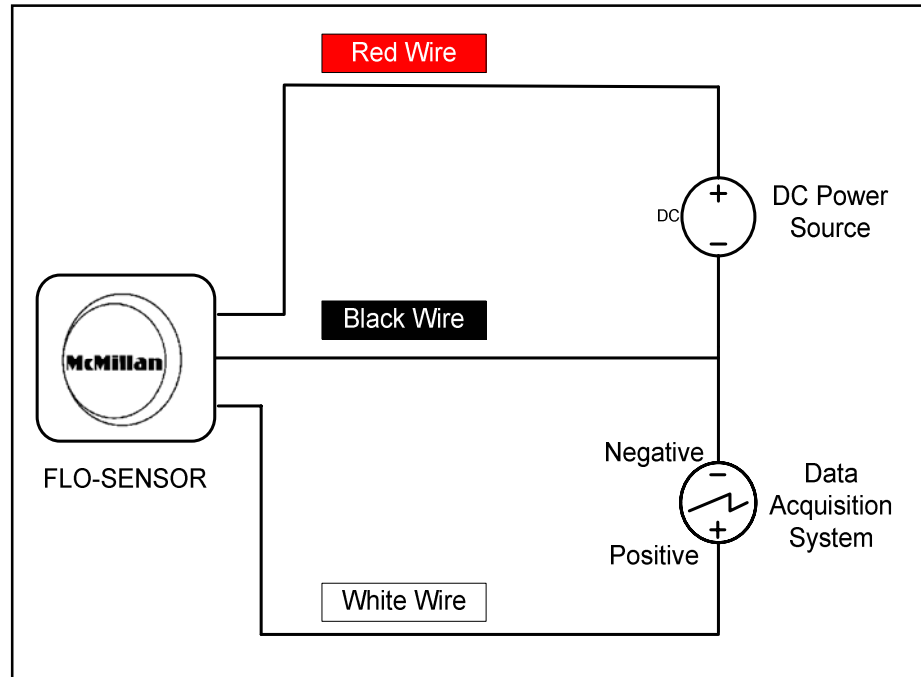 Red Wire
+
DC
DC Power
Source
−
Black Wire
McMillan
FLO-SENSOR
Negative
−
Data
Acquisition
System
+
Positive
White Wire